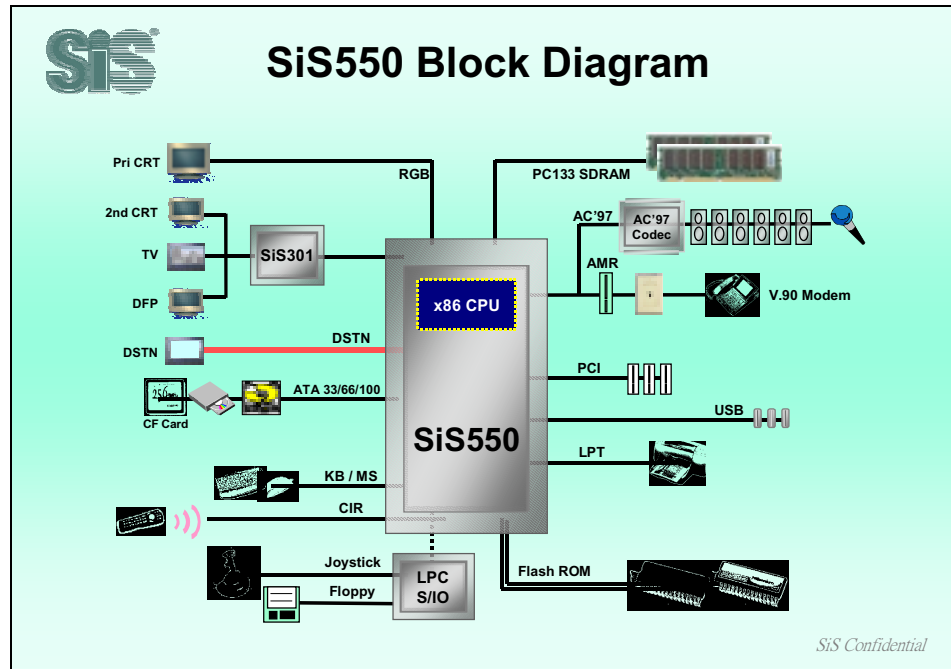 SiS®
SiS550 Block Diagram
Pri CRT
RGB
PC133 SDRAM
2nd CRT
AC'97
AC'97
Codec
TV
SiS301
AMR
DFP
x86 CPU
V.90 Modem
DSTN
DSTN
PCI
ATA 33/66/100
CF Card
USB
SiS550
LPT
KB / MS
CIR
Joystick
LPC
S/IO
Flash ROM
Floppy
SiS Confidential